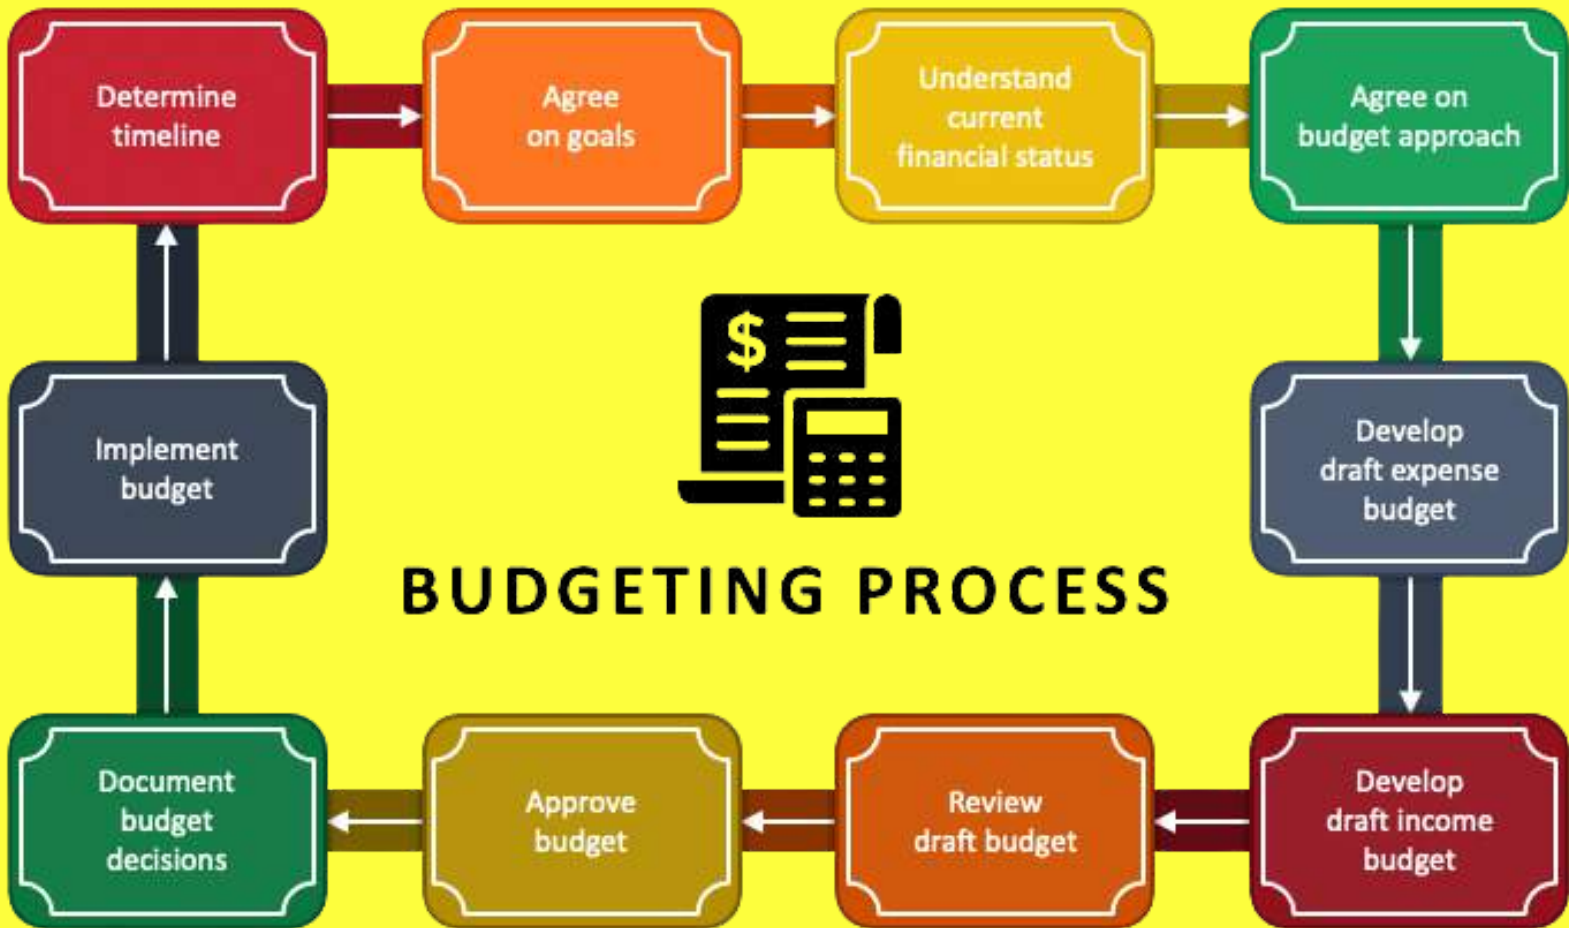 Determine
timeline
Agree
on goals
Understand
current
financial status
Agree on
budget approach
Develop
draft expense
budget
Develop
draft income
budget
Review
draft budget
Approve
budget
Document
budget
decisions
Implement
budget
$
BUDGETING PROCESS